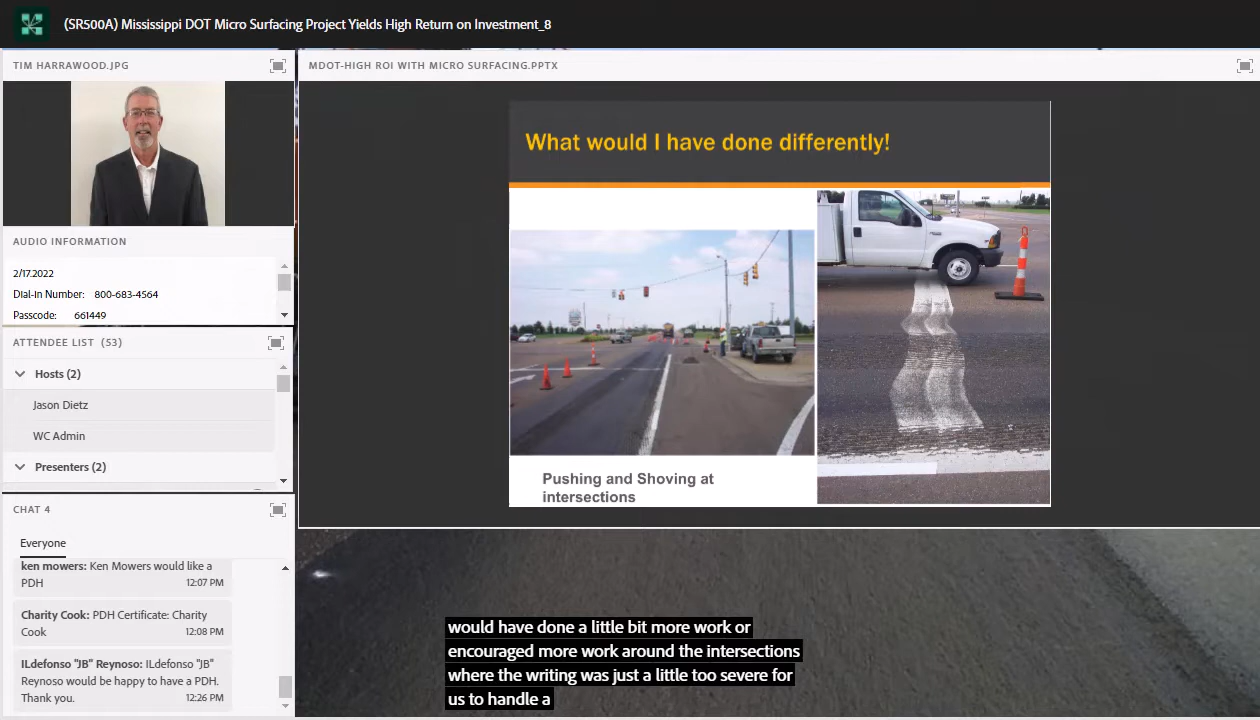 (SR500A) Mississippi DOT Micro Surfacing Project Yields High Return on Investment_8
TIM HARRAWOOD.JPG
AUDIO INFORMATION
2/17.2022
Dial-In Number: 800-683-4564
Passcode: 661449
ATTENDEE LIST (53)
Hosts (2)
Jason Dietz
WC Admin
Presenters (2)
CHAT 4
Everyone
ken mowers: Ken Mowers would like a
PDH
12:07 PM
Charity Cook: PDH Certificate: Charity
Cook
12:08 PM
ILdefonso "JB" Reynoso: ILdefonso "JB"
Reynoso would be happy to have a PDH.
Thank you.
12:26 PM
MDOT-HIGH ROI WITH MICRO SURFACING.PPTX
What would I have done differently!
Pushing and Shoving at
intersections
would have done a little bit more work or
encouraged more work around the intersections
where the writing was just a little too severe for
us to handle a